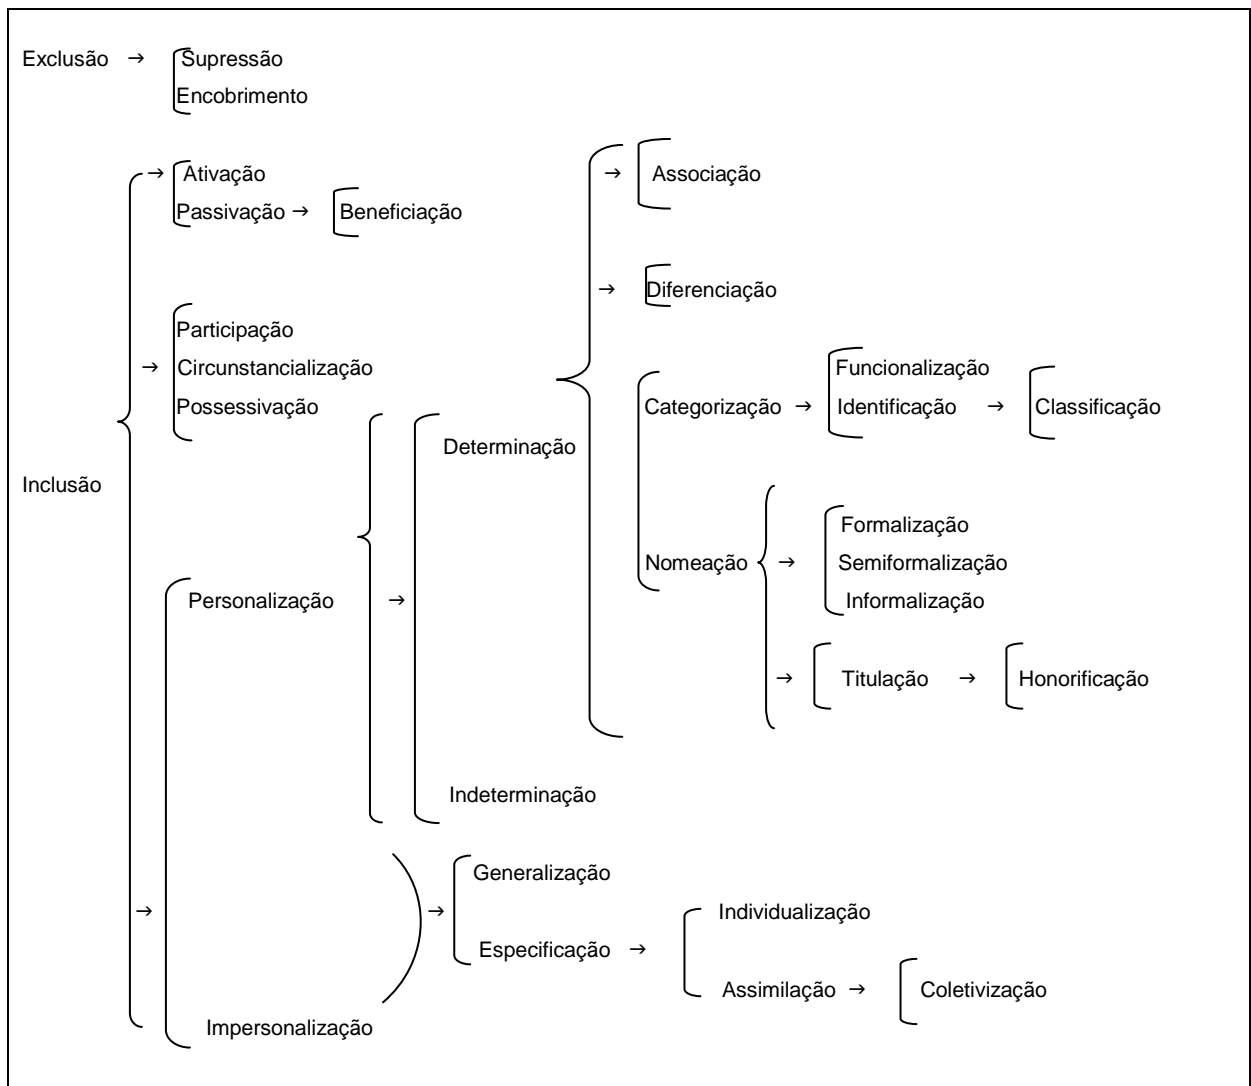 Exclusão → Supressão
Encobrimento
→ Ativação → Associação
Passivação → Beneficiação
→ Diferenciação
Participação
→ Circunstancialização Funcionalização
Possessivação Categorização → Identificação → Classificação
Determinação
Inclusão
Formalização
Nomeação → Semiformalização
Personalização → Informalização
→ Titulação → Honorificação
Indeterminação
Generalização
→ → Individualização
Especificação →
Assimilação → Coletivização
Impersonalização